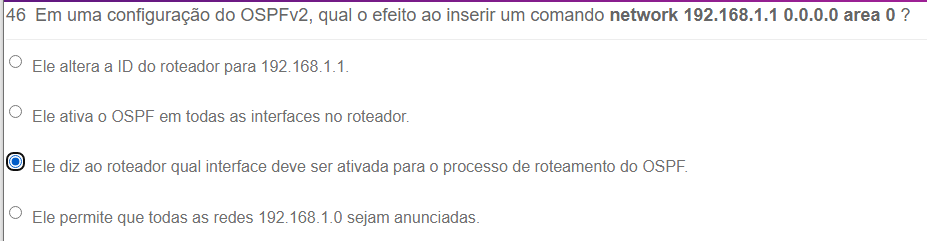 46 Em uma configuração do OSPFv2, qual o efeito ao inserir um comando network 192.168.1.1 0.0.0.0 area 0 ?
Ele altera a ID do roteador para 192.168.1.1.
Ele ativa o OSPF em todas as interfaces no roteador.
Ele diz ao roteador qual interface deve ser ativada para o processo de roteamento do OSPF.
Ele permite que todas as redes 192.168.1.0 sejam anunciadas.